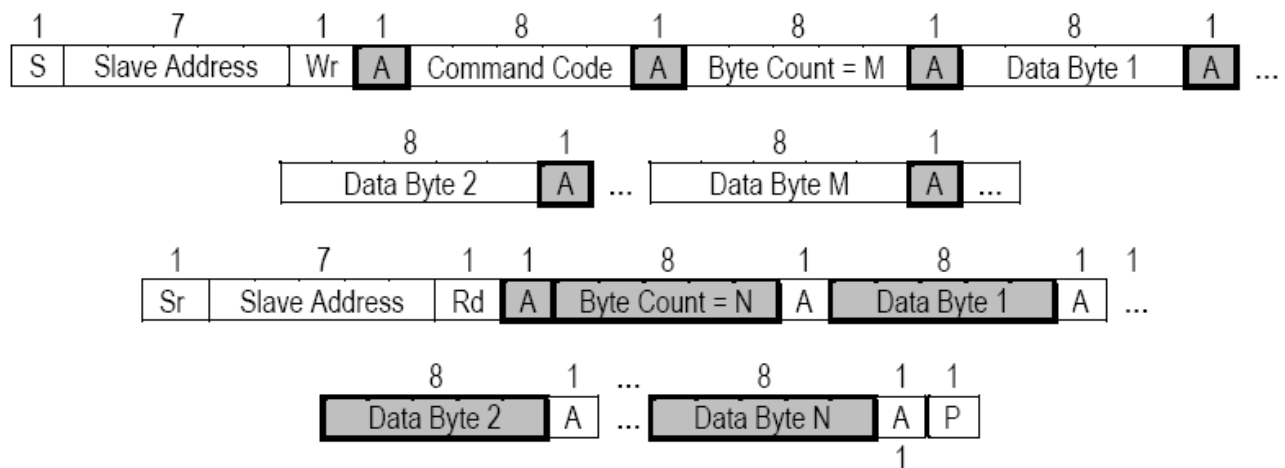 1 7 1 1 8 1 8 1 8 1
S Slave Address Wr A Command Code A Byte Count = M A Data Byte 1 A ...
8 1 8 1
Data Byte 2 A ... Data Byte M A ...
1 7 1 1 8 1 8 1 1
Sr Slave Address Rd A Byte Count = N A Data Byte 1 A ...
8 1 ... 8 1 1
Data Byte 2 A ... Data Byte N A P
1